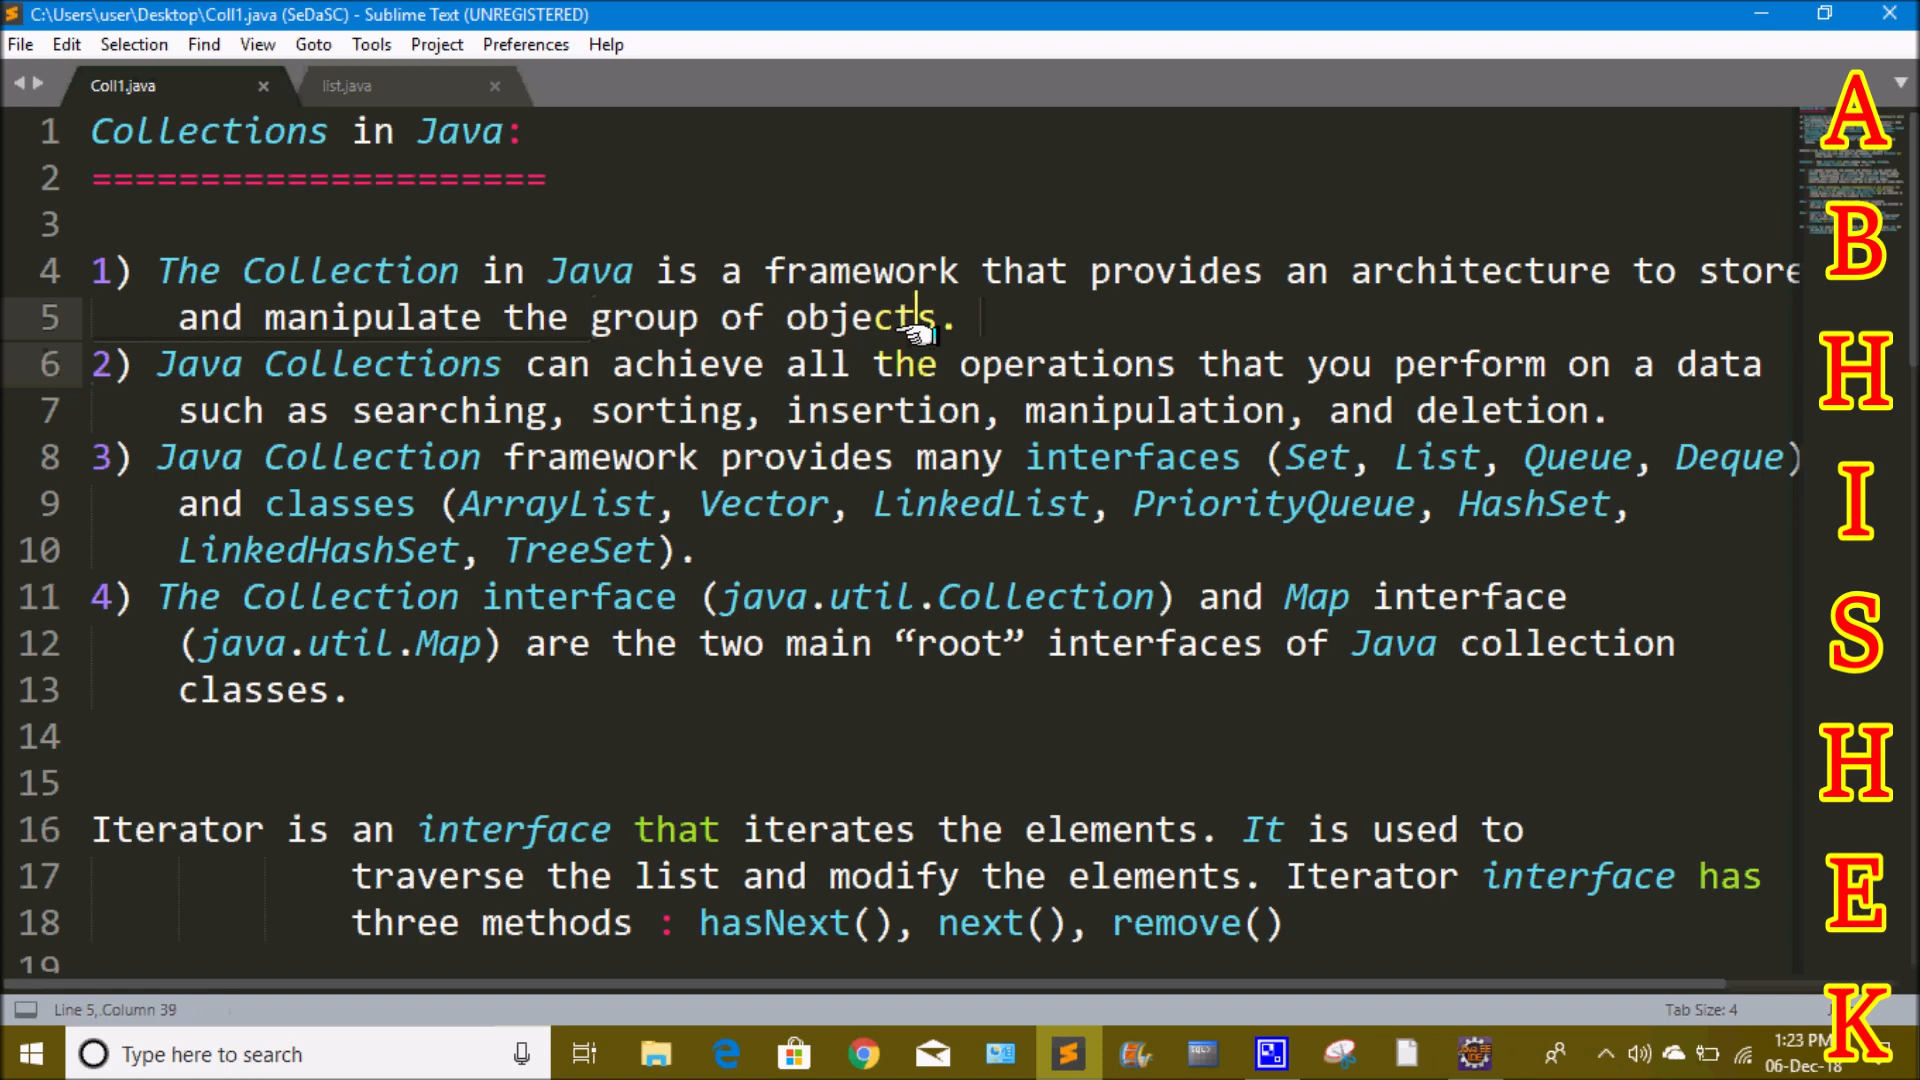 C:\Users\user\Desktop\Coll1.java (SeDaSC) - Sublime Text (UNREGISTERED)
File Edit Selection Find View Goto Tools Project Preferences Help
Coll1.java list.java
1 Collections in Java:
2 =====================
3
4 1) The Collection in Java is a framework that provides an architecture to store
5 and manipulate the group of objects.
6 2) Java Collections can achieve all the operations that you perform on a data
7 such as searching, sorting, insertion, manipulation, and deletion.
8 3) Java Collection framework provides many interfaces (Set, List, Queue, Deque)
9 and classes (ArrayList, Vector, LinkedList, PriorityQueue, HashSet,
10 LinkedHashSet, TreeSet).
11 4) The Collection interface (java.util.Collection) and Map interface
12 (java.util.Map) are the two main “root” interfaces of Java collection
13 classes.
14
15
16 Iterator is an interface that iterates the elements. It is used to
17 traverse the list and modify the elements. Iterator interface has
18 three methods : hasNext(), next(), remove()
19
ABHISHEK
Line 5, Column 39 Tab Size: 4
Type here to search
1:23 PM
06-Dec-18